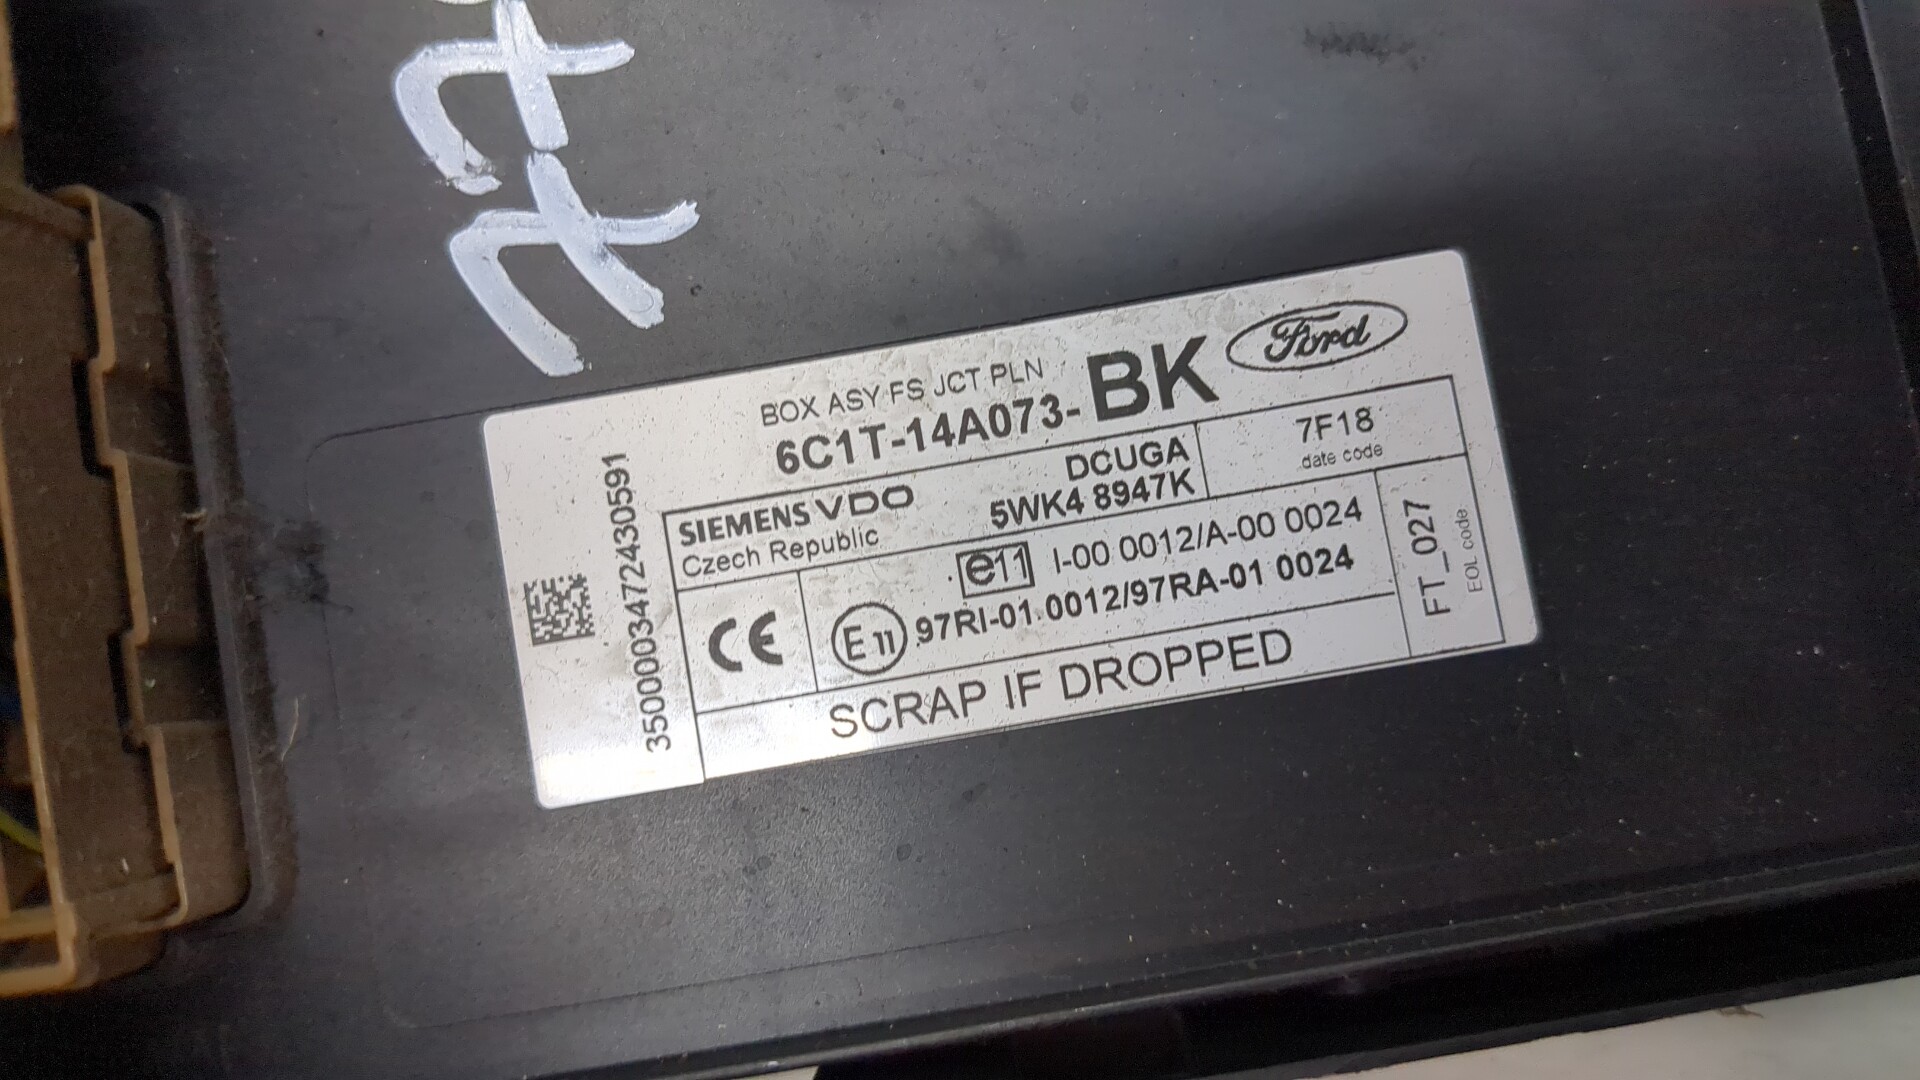 BOX ASY FS JCT PLN
6C1T-14A073-BK
Ford
SIEMENS VDO
Czech Republic
DCUGA
5WK4 8947K
7F18
date code
e11 I-00 0012/A-00 0024
CE
E11 97RI-01 0012/97RA-01 0024
FT_027
EOL code
SCRAP IF DROPPED
3500003472430591